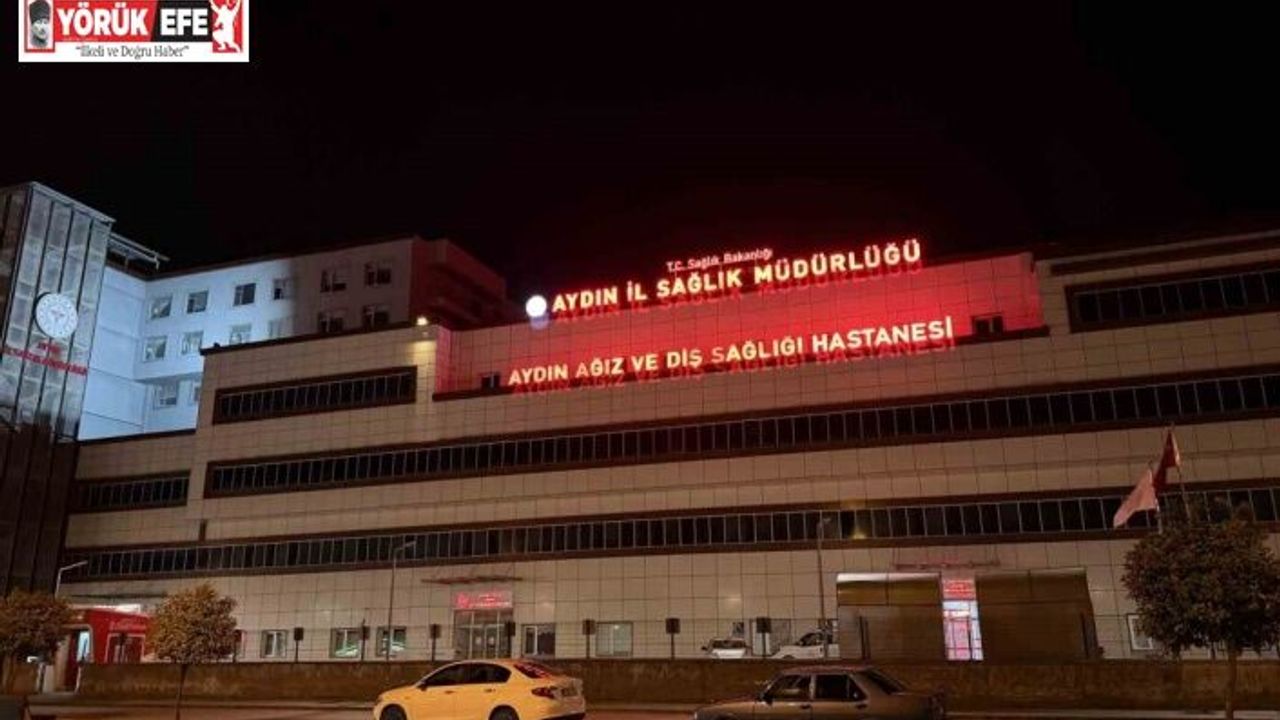 YÖRÜK EFE
"İlkeli ve Doğru Haber"
T.C. Sağlık Bakanlığı
AYDIN İL SAĞLIK MÜDÜRLÜĞÜ
AYDIN AĞIZ VE DİŞ SAĞLIĞI HASTANESİ